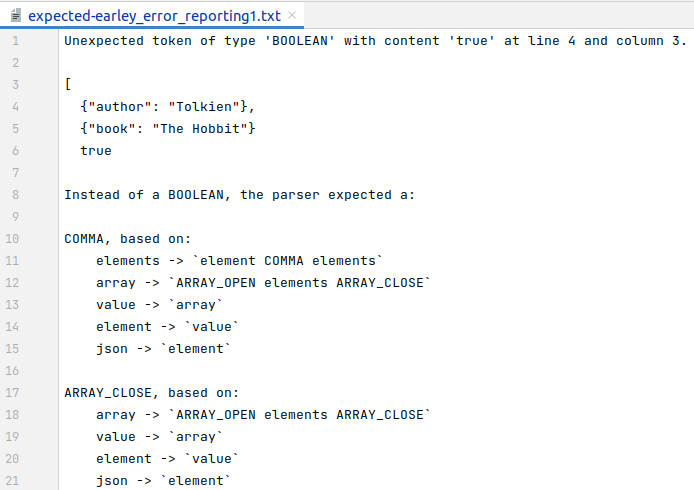 expected-earley_error_reporting1.txt
1 Unexpected token of type 'BOOLEAN' with content 'true' at line 4 and column 3.
2
3 [
4   {"author": "Tolkien"},
5   {"book": "The Hobbit"}
6   true
7
8 Instead of a BOOLEAN, the parser expected a:
9
10 COMMA, based on:
11     elements -> `element COMMA elements`
12     array -> `ARRAY_OPEN elements ARRAY_CLOSE`
13     value -> `array`
14     element -> `value`
15     json -> `element`
16
17 ARRAY_CLOSE, based on:
18     array -> `ARRAY_OPEN elements ARRAY_CLOSE`
19     value -> `array`
20     element -> `value`
21     json -> `element`